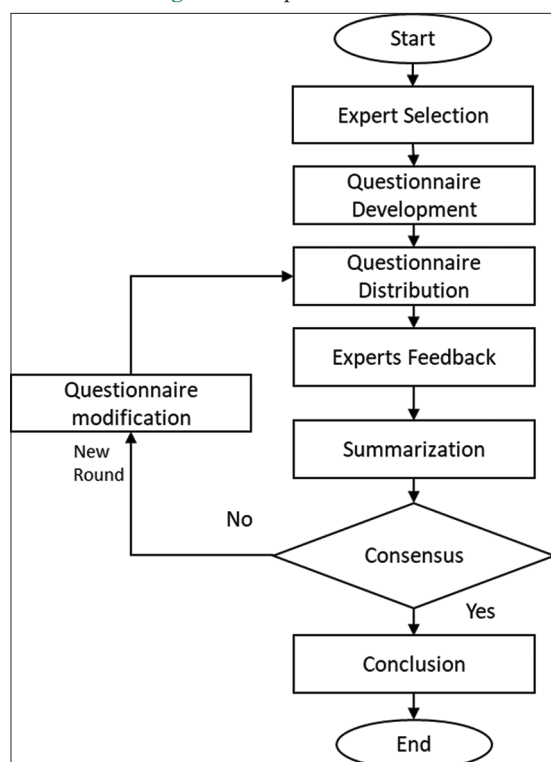 Start
Expert Selection
Questionnaire
Development
Questionnaire
Distribution
Experts Feedback
Questionnaire
modification
New
Round
Summarization
No
Consensus
Yes
Conclusion
End